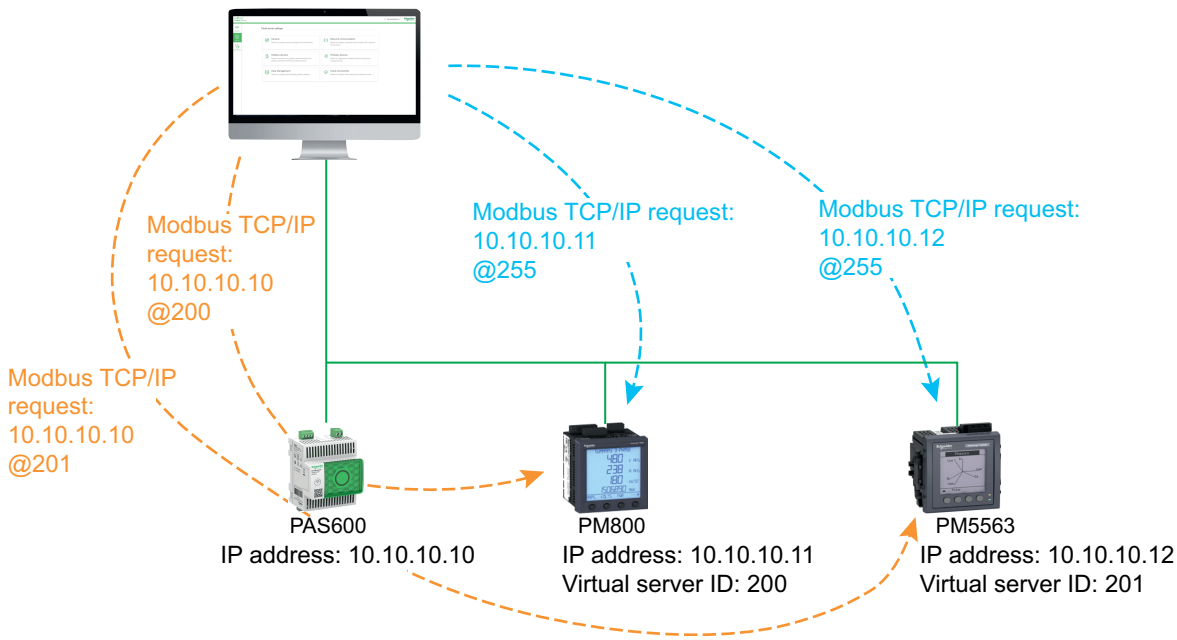 Modbus TCP/IP
request:
10.10.10.10
@200
Modbus TCP/IP request:
10.10.10.11
@255
Modbus TCP/IP request:
10.10.10.12
@255
Modbus TCP/IP
request:
10.10.10.10
@201
PAS600
IP address: 10.10.10.10
PM800
IP address: 10.10.10.11
Virtual server ID: 200
PM5563
IP address: 10.10.10.12
Virtual server ID: 201